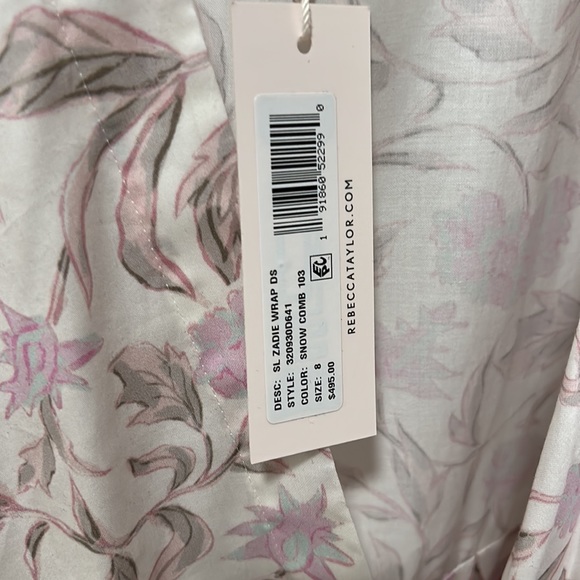 1 91860 52299 0
DESC: SL ZADIE WRAP DS
STYLE: 320930D641
COLOR: SNOW COMB 103
SIZE: 8
$495.00
REBECCATAYLOR.COM